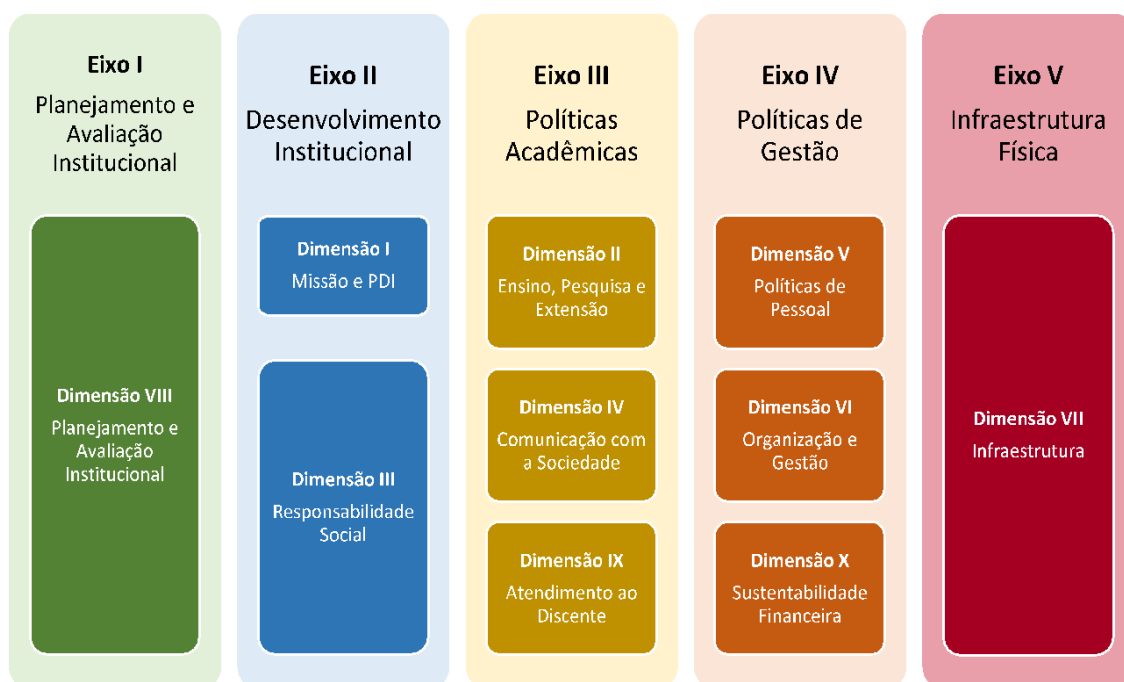 Eixo I
Planejamento e
Avaliação
Institucional
Dimensão VIII
Planejamento e
Avaliação
Institucional
Eixo II
Desenvolvimento
Institucional
Dimensão I
Missão e PDI
Dimensão III
Responsabilidade
Social
Eixo III
Políticas
Acadêmicas
Dimensão II
Ensino, Pesquisa e
Extensão
Dimensão IV
Comunicação com
a Sociedade
Dimensão IX
Atendimento ao
Discente
Eixo IV
Políticas de
Gestão
Dimensão V
Políticas de
Pessoal
Dimensão VI
Organização e
Gestão
Dimensão X
Sustentabilidade
Financeira
Eixo V
Infraestrutura
Física
Dimensão VII
Infraestrutura